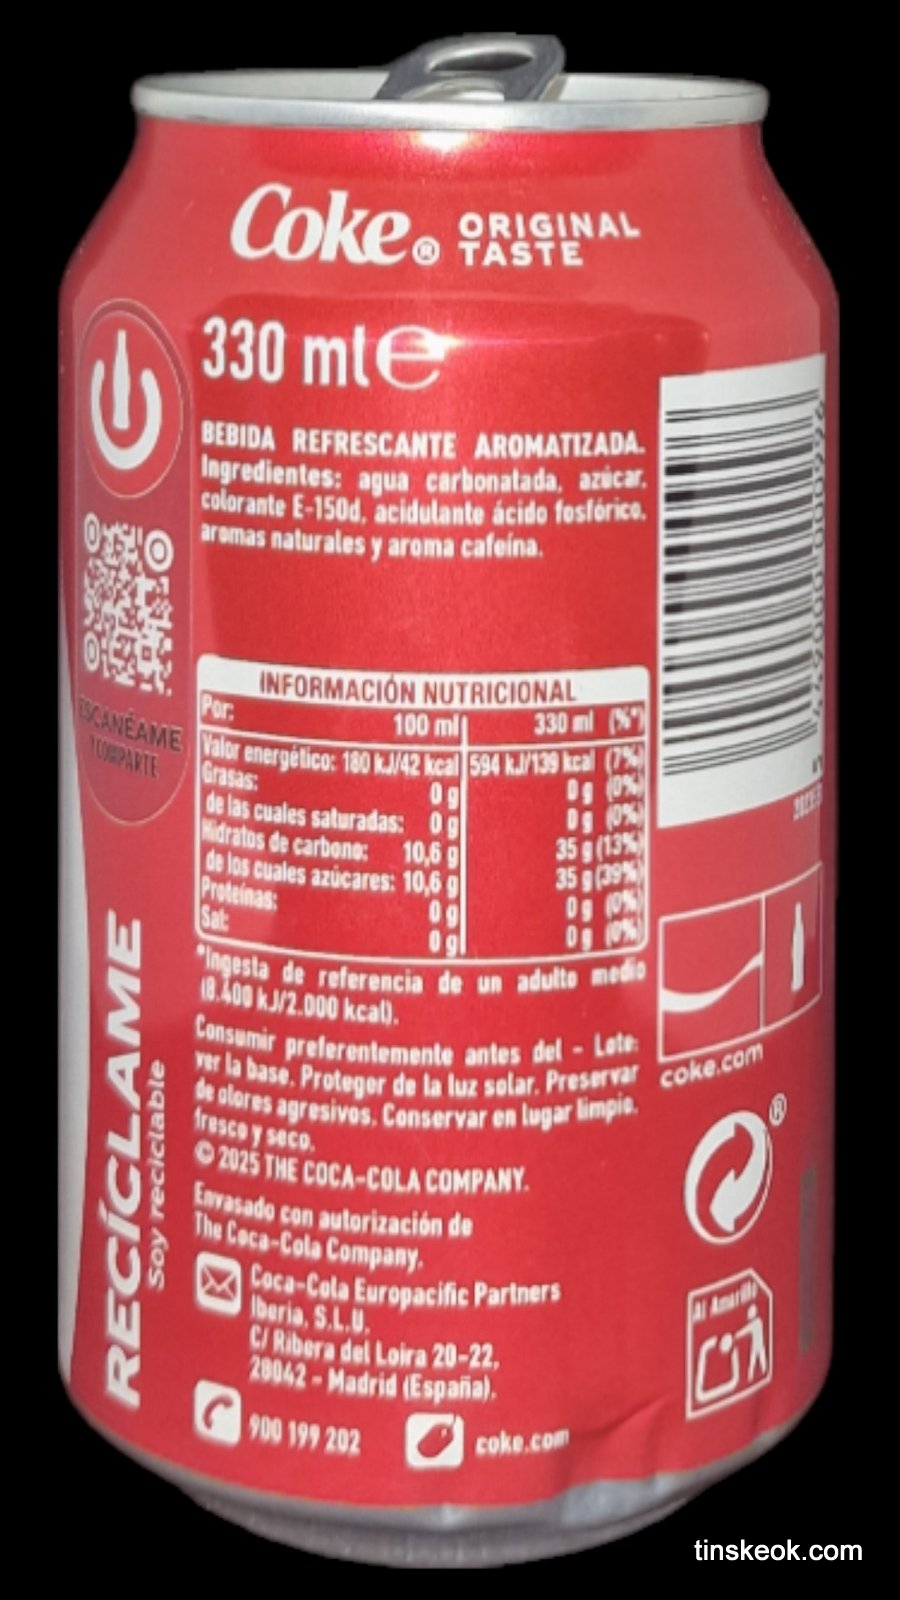 Coke® ORIGINAL
TASTE
330 ml e
BEBIDA REFRESCANTE AROMATIZADA.
Ingredientes: agua carbonatada, azúcar,
colorante E-150d, acidulante ácido fosfórico,
aromas naturales y aroma cafeína.
ESCANÉAME
Y COMPARTE
RECÍCLAME
Soy reciclable
INFORMACIÓN NUTRICIONAL
Por: 100 ml 330 ml (%*)
Valor energético: 180 kJ/42 kcal 594 kJ/139 kcal (7%)
Grasas: 0 g 0 g (0%)
de las cuales saturadas: 0 g 0 g (0%)
Hidratos de carbono: 10,6 g 35 g (13%)
de los cuales azúcares: 10,6 g 35 g (39%)
Proteínas: 0 g 0 g (0%)
Sal: 0 g 0 g (0%)
*Ingesta de referencia de un adulto medio
(8.400 kJ/2.000 kcal).
Consumir preferentemente antes del - Lote:
ver la base. Proteger de la luz solar. Preservar
de olores agresivos. Conservar en lugar limpio,
fresco y seco.
© 2025 THE COCA-COLA COMPANY.
Envasado con autorización de
The Coca-Cola Company.
Coca-Cola Europacific Partners
Iberia, S.L.U.
C/ Ribera del Loira 20-22,
28042 - Madrid (España).
900 199 202
coke.com
coke.com
®
Al Amarillo
tinskeok.com